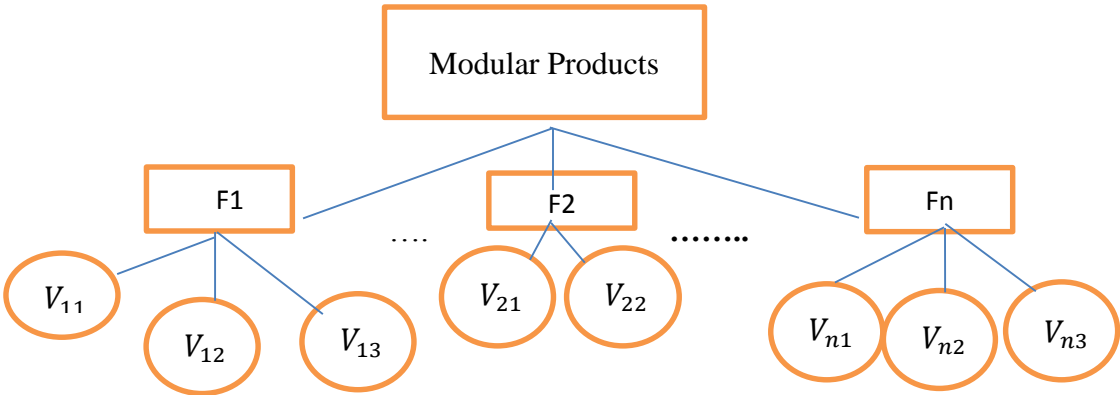 Modular Products
F1
F2
Fn
…. ……..
V₁₁
V₁₂
V₁₃
V₂₁
V₂₂
Vₙ₁
Vₙ₂
Vₙ₃